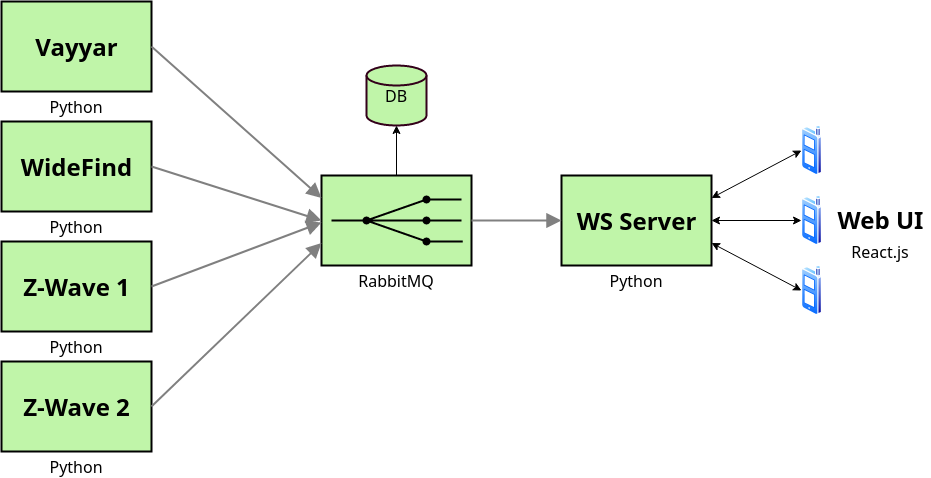 Vayyar
Python
WideFind
Python
Z-Wave 1
Python
Z-Wave 2
Python
DB
RabbitMQ
WS Server
Python
Web UI
React.js